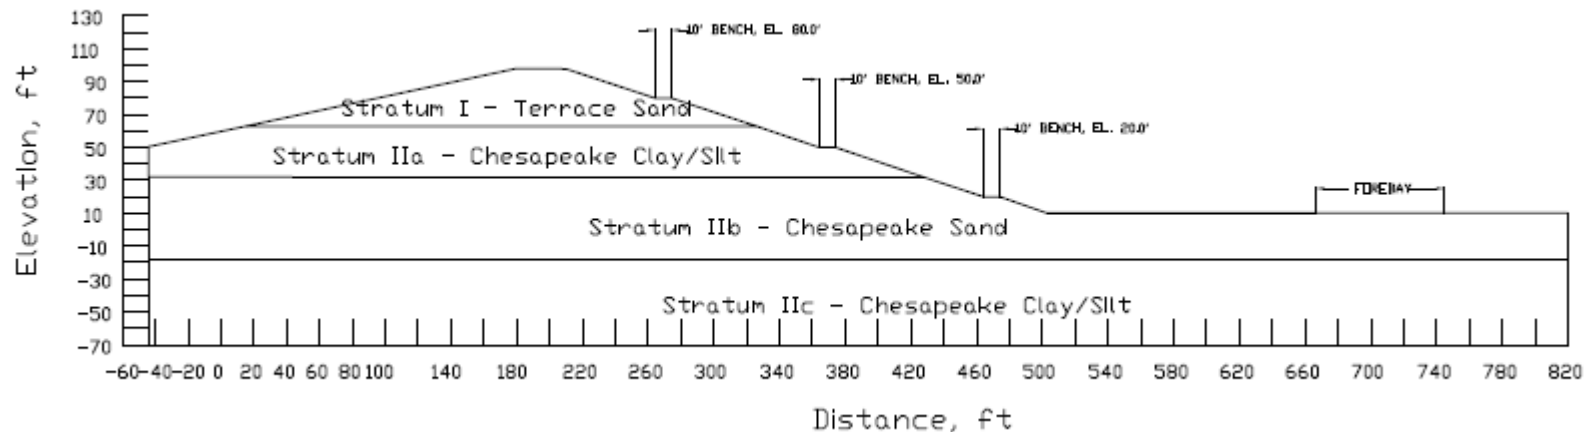 130
110
90
70
50
30
10
-10
-30
-50
-70
Elevation, ft
10' BENCH, EL. 80.0'
10' BENCH, EL. 50.0'
10' BENCH, EL. 20.0'
Stratum I - Terrace Sand
Stratum IIa - Chesapeake Clay/Silt
FOREBAY
Stratum IIb - Chesapeake Sand
Stratum IIc - Chesapeake Clay/Silt
-60 -40 -20 0 20 40 60 80 100 140 180 220 260 300 340 380 420 460 500 540 580 620 660 700 740 780 820
Distance, ft